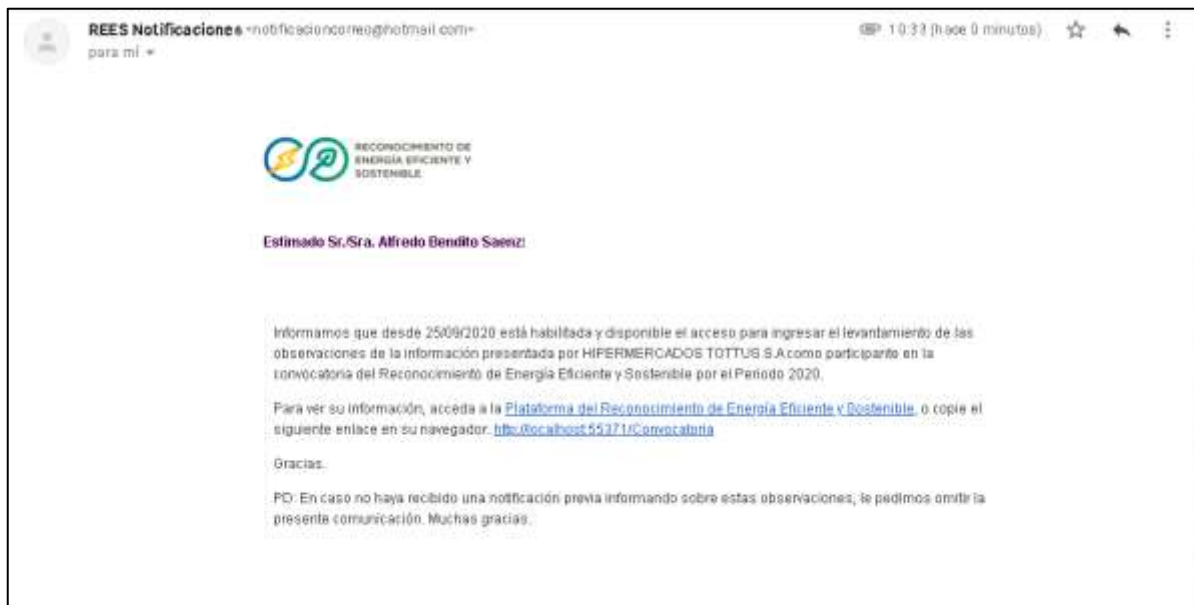 REES Notificaciones <notificacioncorreo@hotmail.com>
10:33 (hace 0 minutos)
para mí
RECONOCIMIENTO DE
ENERGÍA EFICIENTE Y
SOSTENIBLE
Estimado Sr./Sra. Alfredo Bendito Saenz:
Informamos que desde 25/09/2020 está habilitada y disponible el acceso para ingresar el levantamiento de las
observaciones de la información presentada por HIPERMERCADOS TOTTUS S.A como participante en la
convocatoria del Reconocimiento de Energía Eficiente y Sostenible por el Periodo 2020.
Para ver su información, acceda a la Plataforma del Reconocimiento de Energía Eficiente y Sostenible, o copie el
siguiente enlace en su navegador: http://localhost:55371/Convocatoria
Gracias.
PD: En caso no haya recibido una notificación previa informando sobre estas observaciones, le pedimos omitir la
presente comunicación. Muchas gracias.